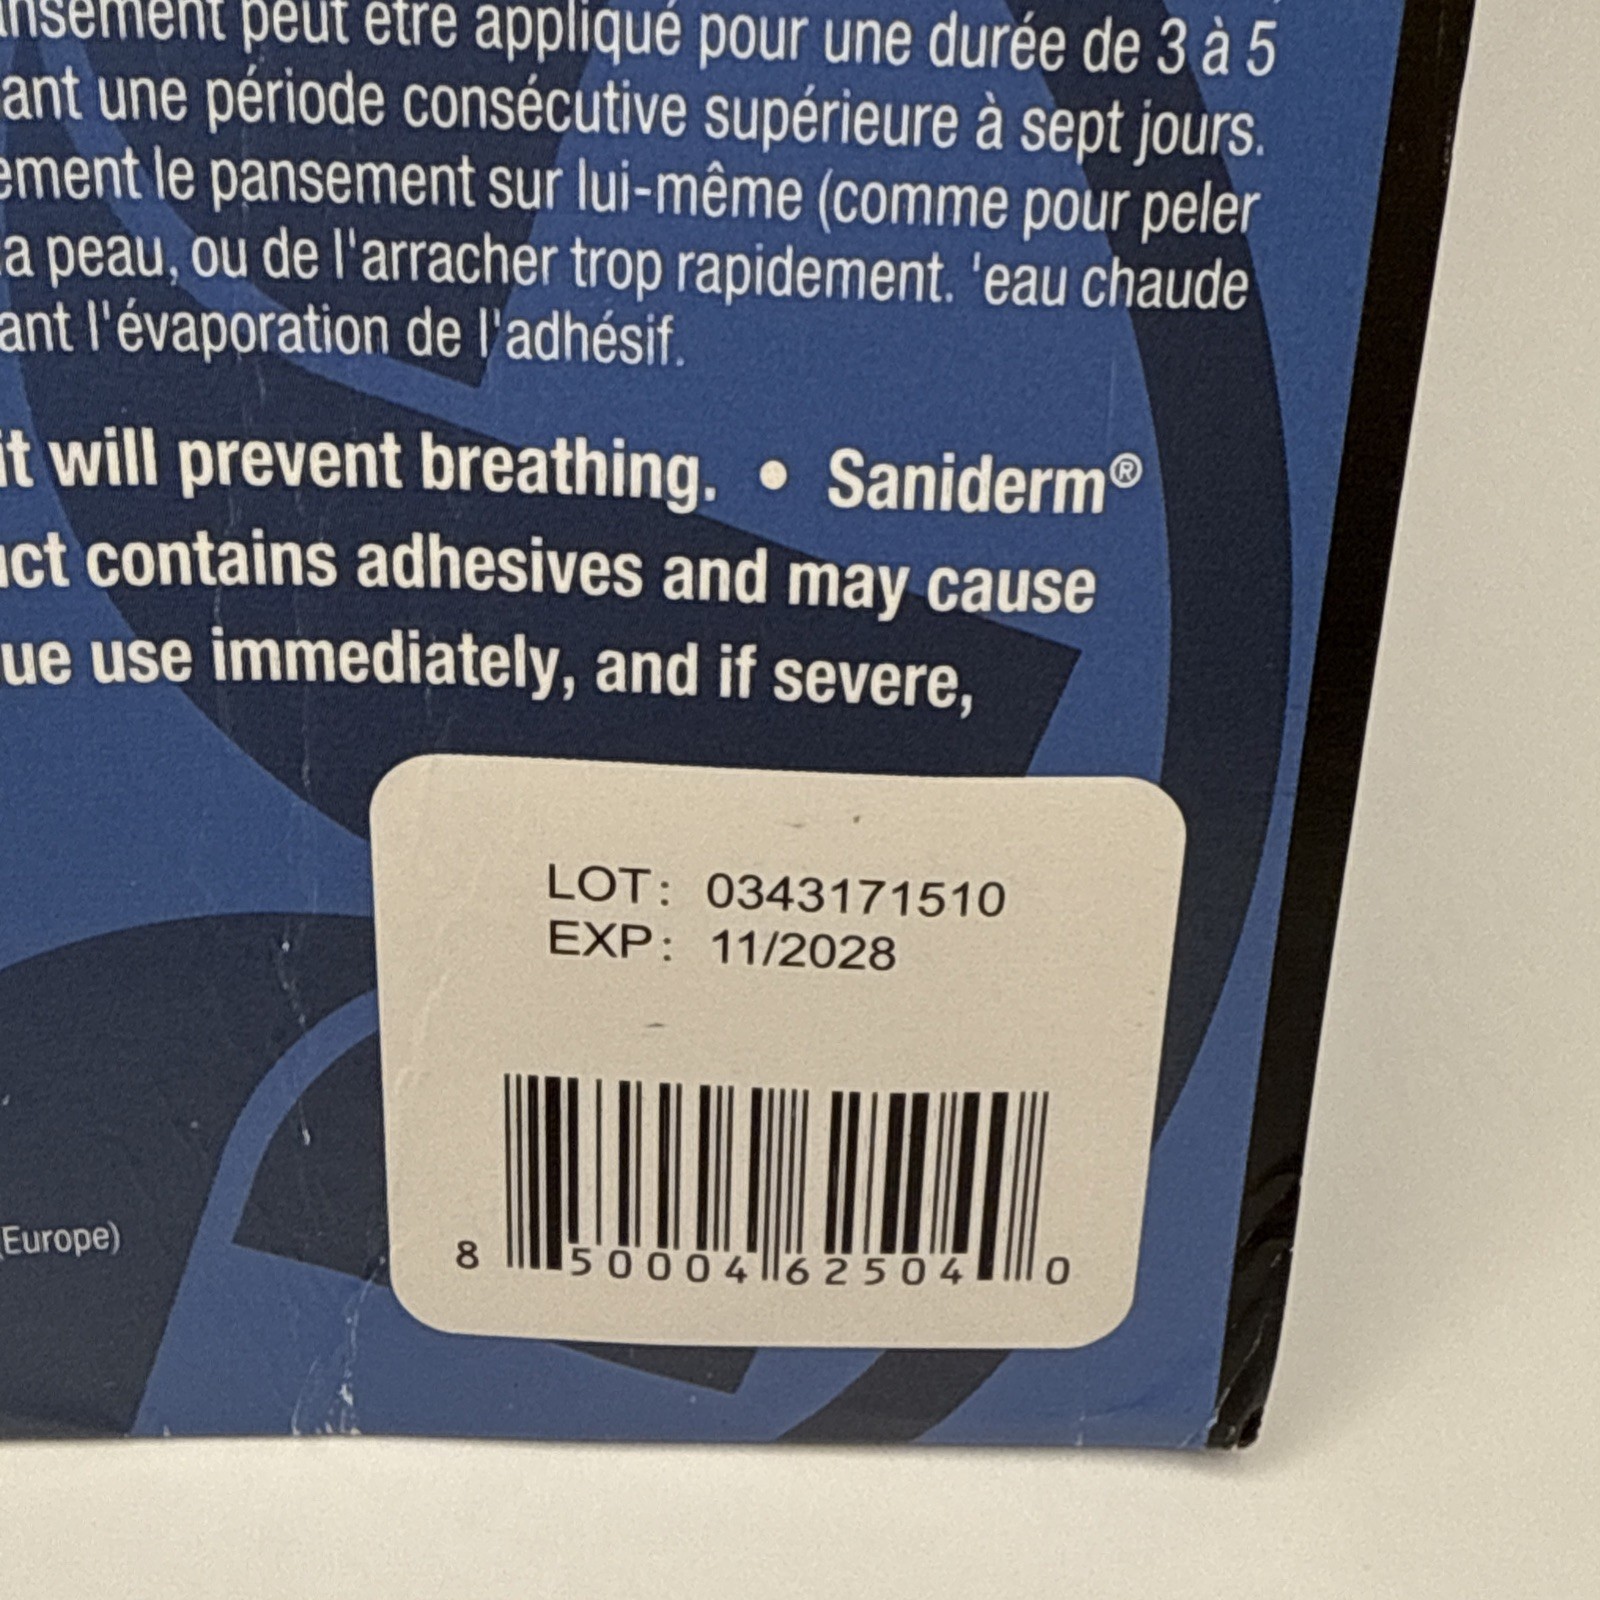 pansement peut être appliqué pour une durée de 3 à 5
ant une période consécutive supérieure à sept jours.
ement le pansement sur lui-même (comme pour peler
la peau, ou de l'arracher trop rapidement. 'eau chaude
ant l'évaporation de l'adhésif.
it will prevent breathing. • Saniderm®
uct contains adhesives and may cause
ue use immediately, and if severe,
LOT: 0343171510
EXP: 11/2028
8 50004 62504 0
(Europe)